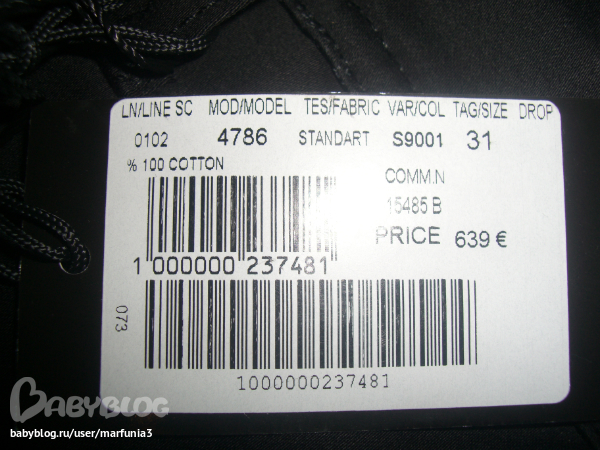 LN/LINE SC MOD/MODEL TES/FABRIC VAR/COL TAG/SIZE DROP
0102 4786 STANDART S9001 31
% 100 COTTON
COMM.N
15485 B
PRICE 639 €
1 000000 237481
073
1000000237481
BABYBLOG
babyblog.ru/user/marfunia3